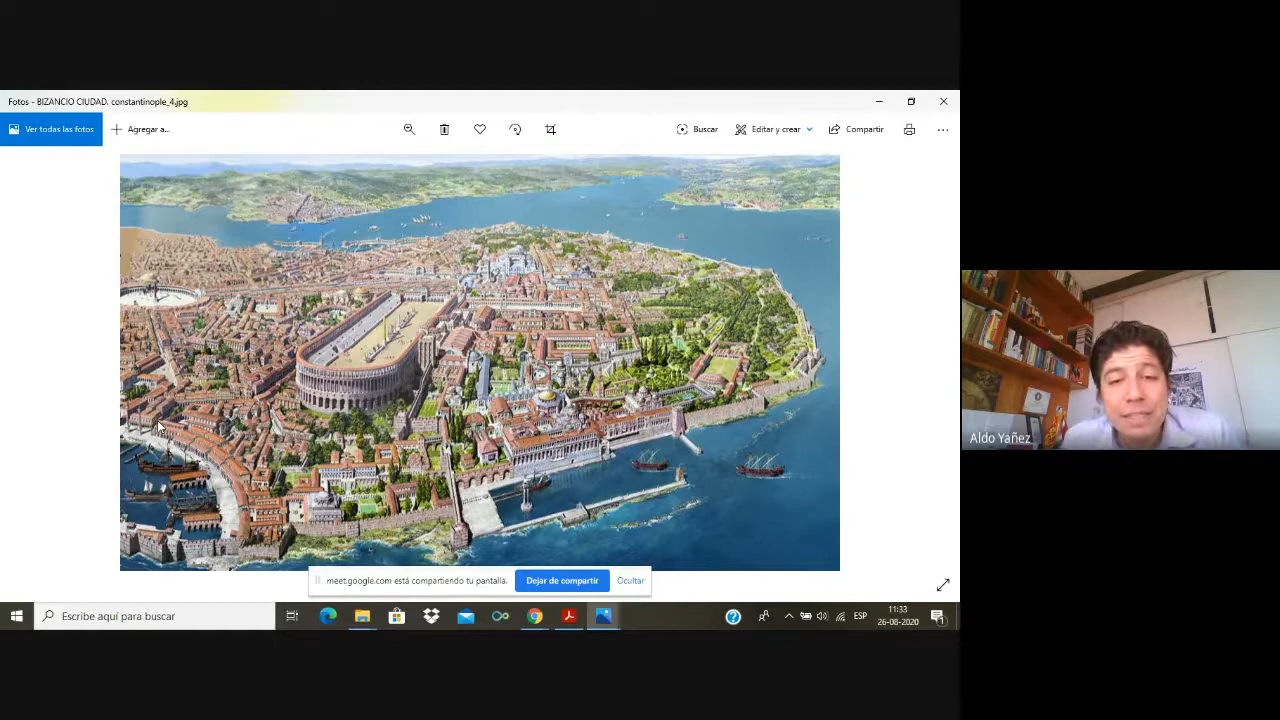 Fotos - BIZANCIO CIUDAD. constantinople_4.jpg
Ver todas las fotos
Agregar a...
Buscar
Editar y crear
Compartir
Aldo Yañez
meet.google.com está compartiendo tu pantalla.
Dejar de compartir
Ocultar
Escribe aquí para buscar
ESP
11:33
26-08-2020
1